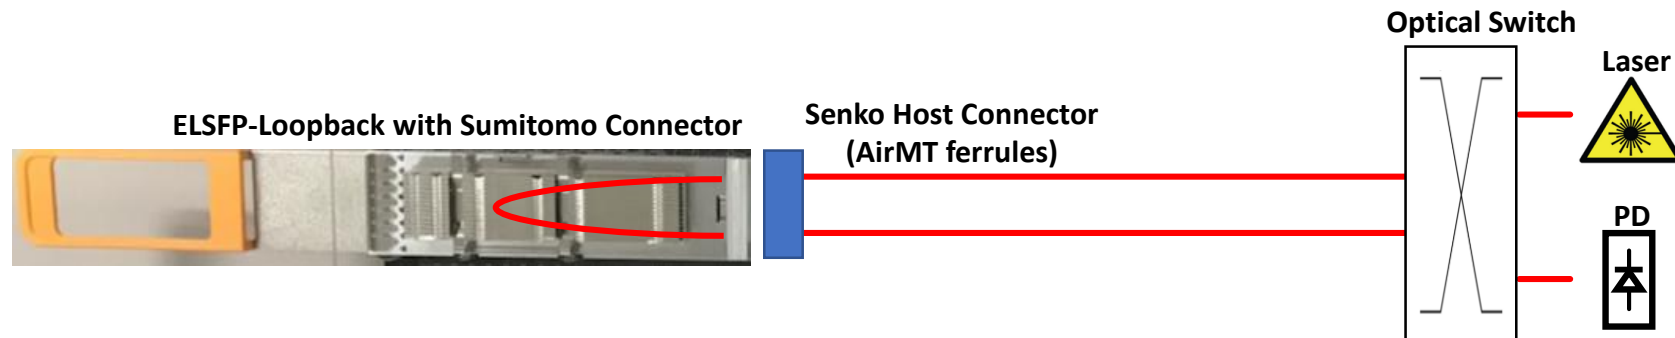 Optical Switch
Laser
ELSFP-Loopback with Sumitomo Connector
Senko Host Connector
(AirMT ferrules)
PD